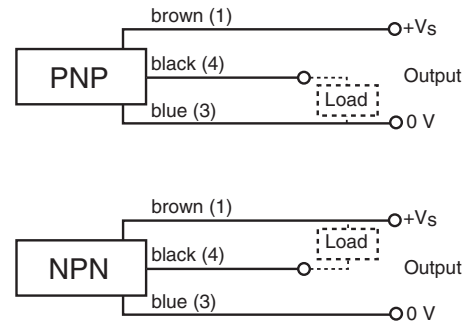 brown (1)
+Vs
PNP
black (4)
Output
Load
blue (3)
0 V
brown (1)
+Vs
Load
NPN
black (4)
Output
blue (3)
0 V